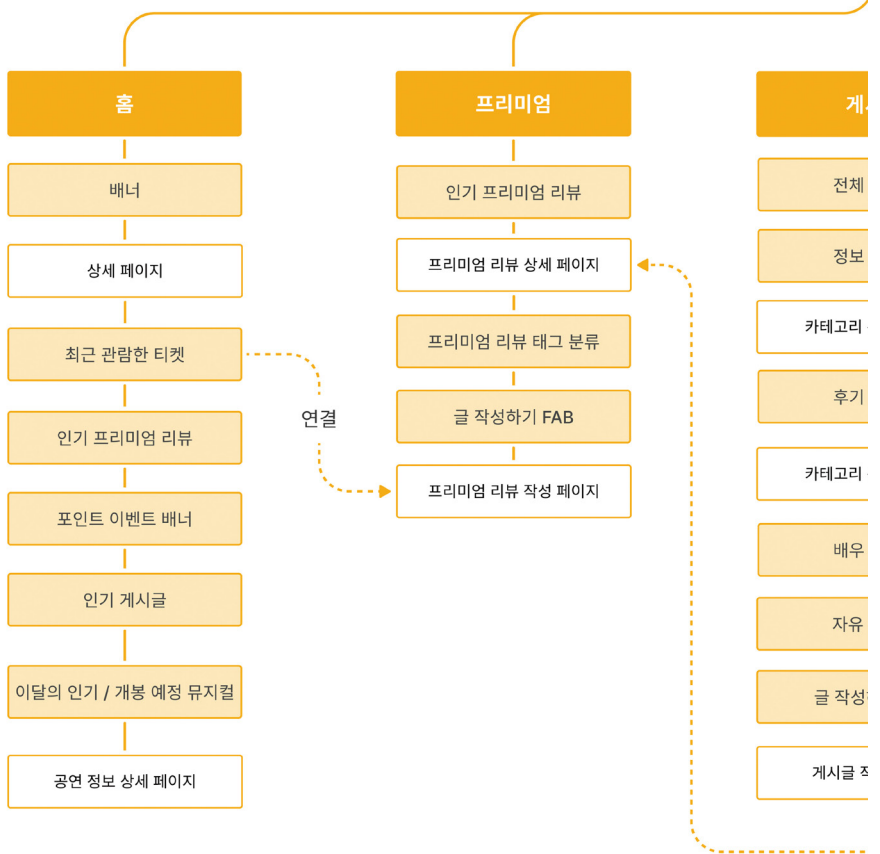 홈
배너
상세 페이지
최근 관람한 티켓
인기 프리미엄 리뷰
포인트 이벤트 배너
인기 게시글
이달의 인기 / 개봉 예정 뮤지컬
공연 정보 상세 페이지
연결
프리미엄
인기 프리미엄 리뷰
프리미엄 리뷰 상세 페이지
프리미엄 리뷰 태그 분류
글 작성하기 FAB
프리미엄 리뷰 작성 페이지
전체
정보
카테고리
후기
카테고리
배우
자유
글 작성
게시글